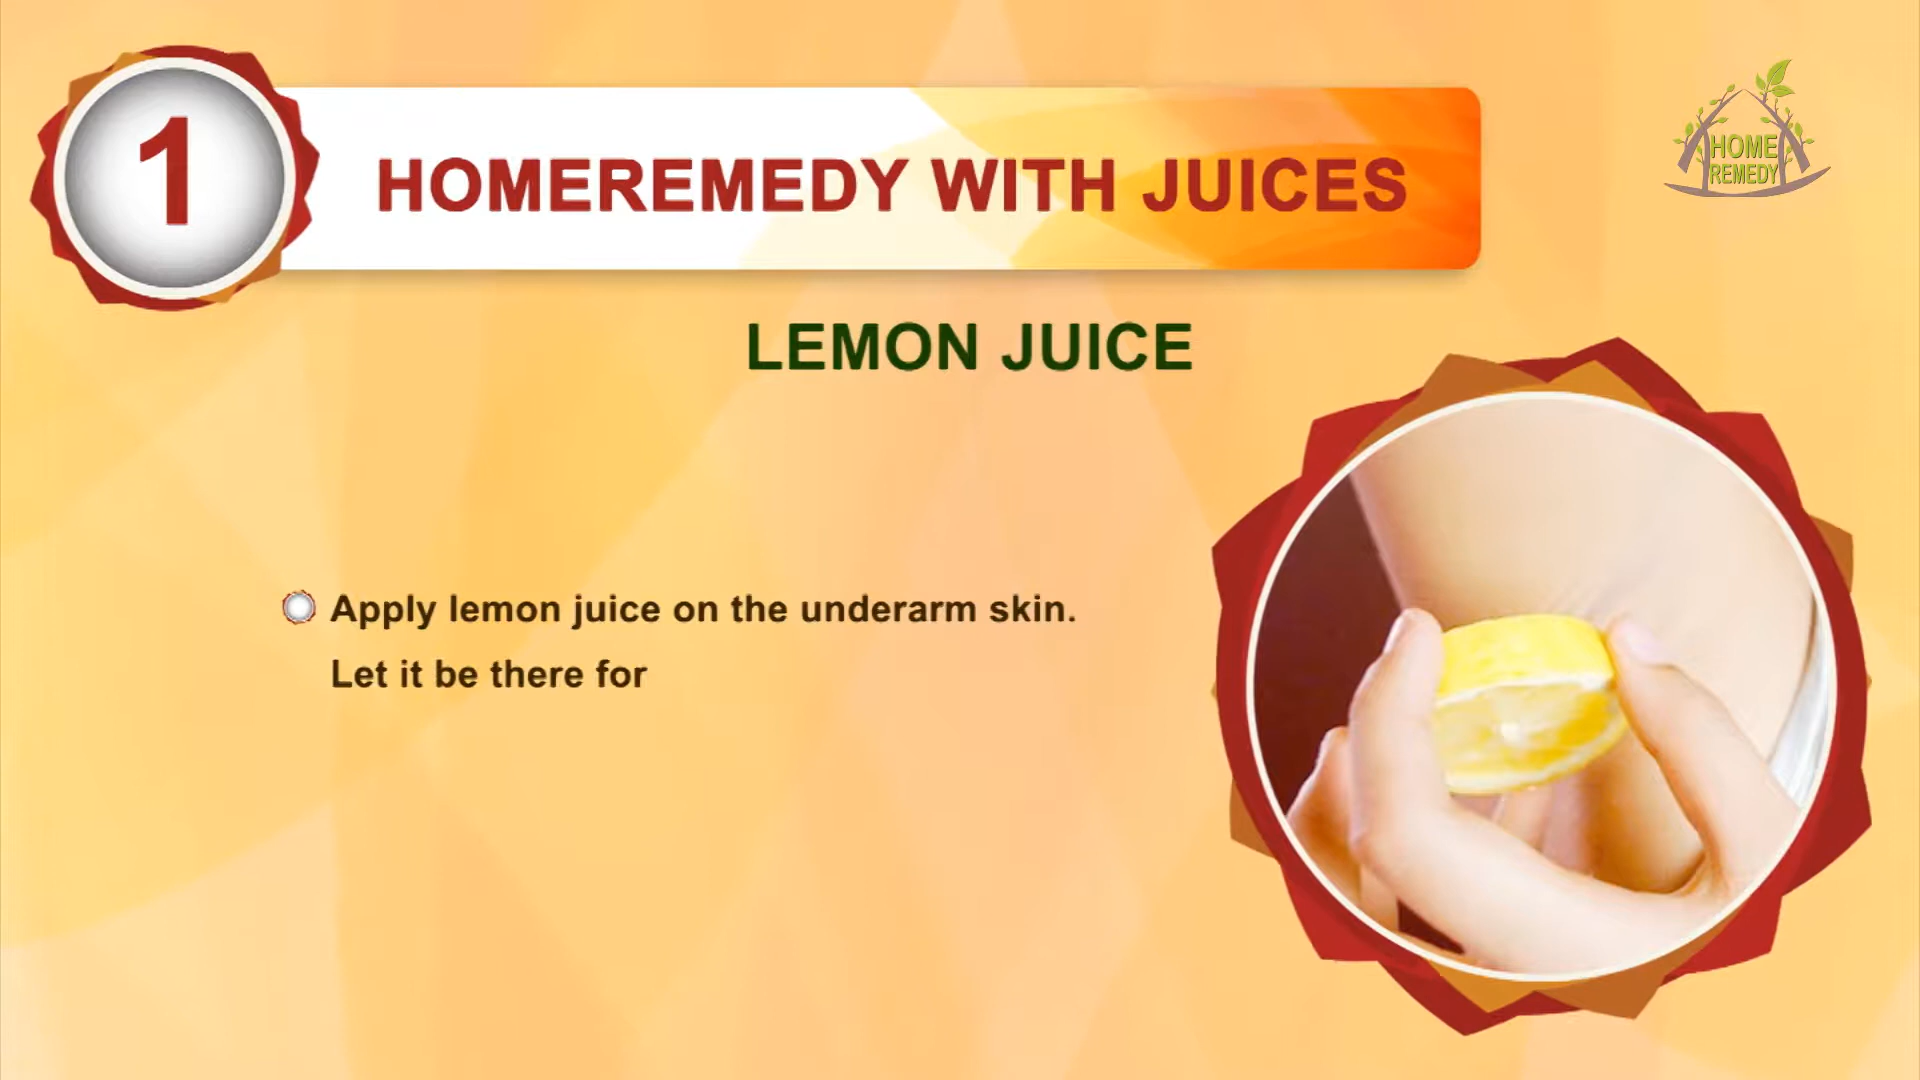 1
HOMEREMEDY WITH JUICES
HOME
REMEDY
LEMON JUICE
Apply lemon juice on the underarm skin.
Let it be there for